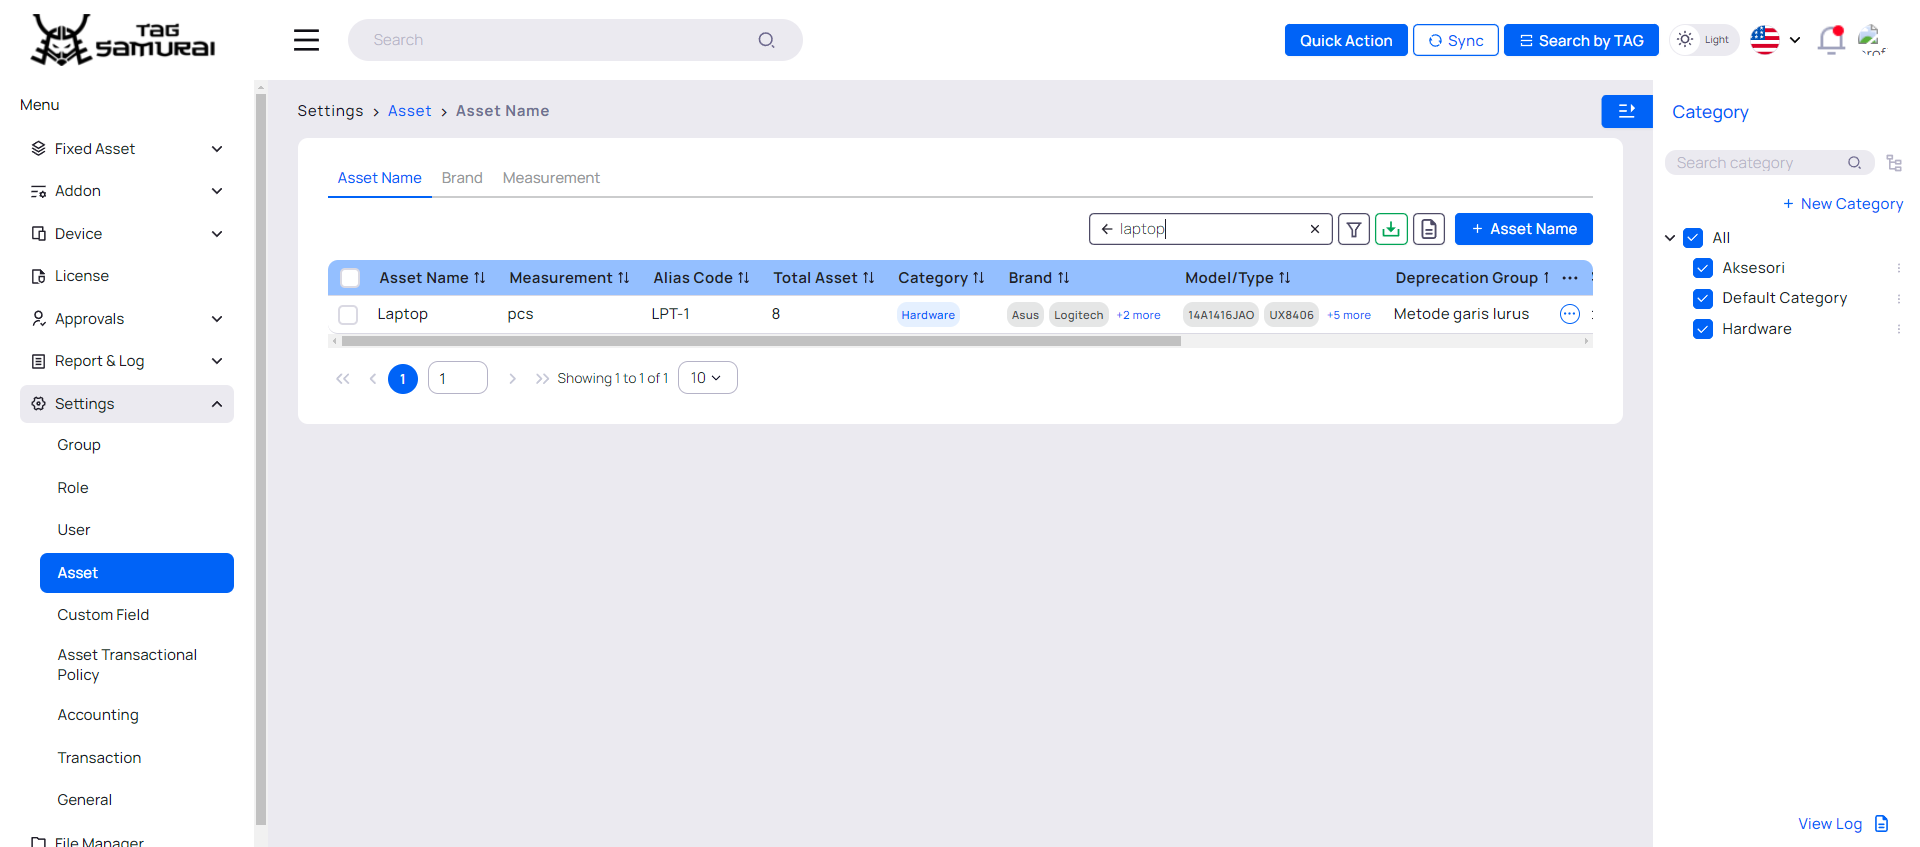 TAG SAMURAI
Search
Quick Action
Sync
Search by TAG
Light
prof
Menu
Fixed Asset
Addon
Device
License
Approvals
Report & Log
Settings
Group
Role
User
Asset
Custom Field
Asset Transactional
Policy
Accounting
Transaction
General
File Manager
Settings > Asset > Asset Name
Asset Name Brand Measurement
laptop
+ Asset Name
Asset Name Measurement Alias Code Total Asset Category Brand Model/Type Deprecation Group
Laptop pcs LPT-1 8 Hardware Asus Logitech +2 more 14A1416JAO UX8406 +5 more Metode garis lurus
1 1 Showing 1 to 1 of 1 10
Category
Search category
+ New Category
All
Aksesori
Default Category
Hardware
View Log